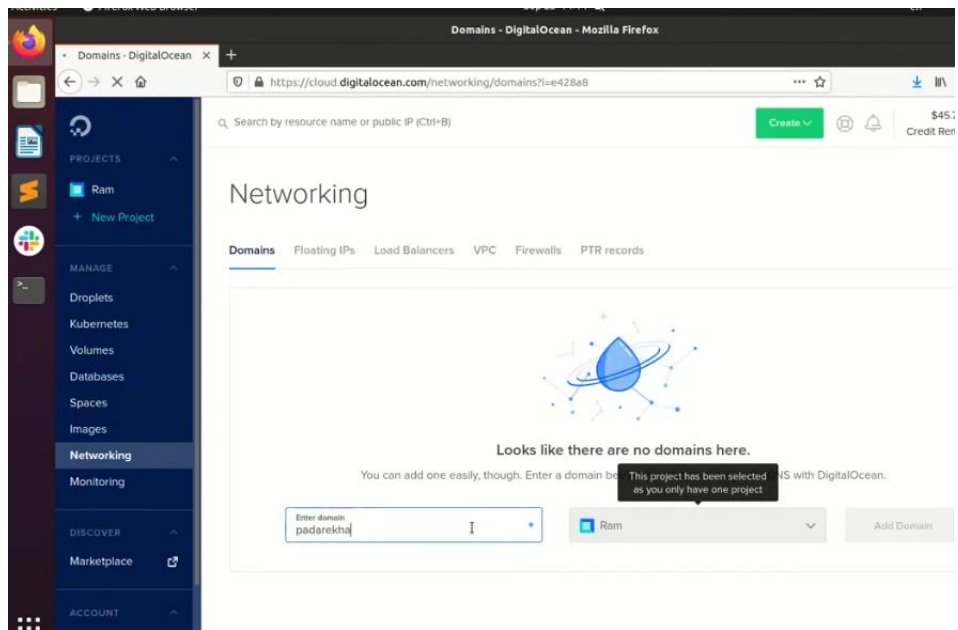 Domains - DigitalOcean - Mozilla Firefox
Domains - DigitalOcean
https://cloud.digitalocean.com/networking/domains?i=e428a8
Search by resource name or public IP (Ctrl+B)
Create
$45.
Credit Rem
PROJECTS
Ram
+ New Project
Networking
Domains Floating IPs Load Balancers VPC Firewalls PTR records
MANAGE
Droplets
Kubernetes
Volumes
Databases
Spaces
Images
Networking
Monitoring
Looks like there are no domains here.
You can add one easily, though. Enter a domain be
NS with DigitalOcean.
This project has been selected
as you only have one project
Enter domain
padarekha
Ram
Add Domain
DISCOVER
Marketplace
ACCOUNT